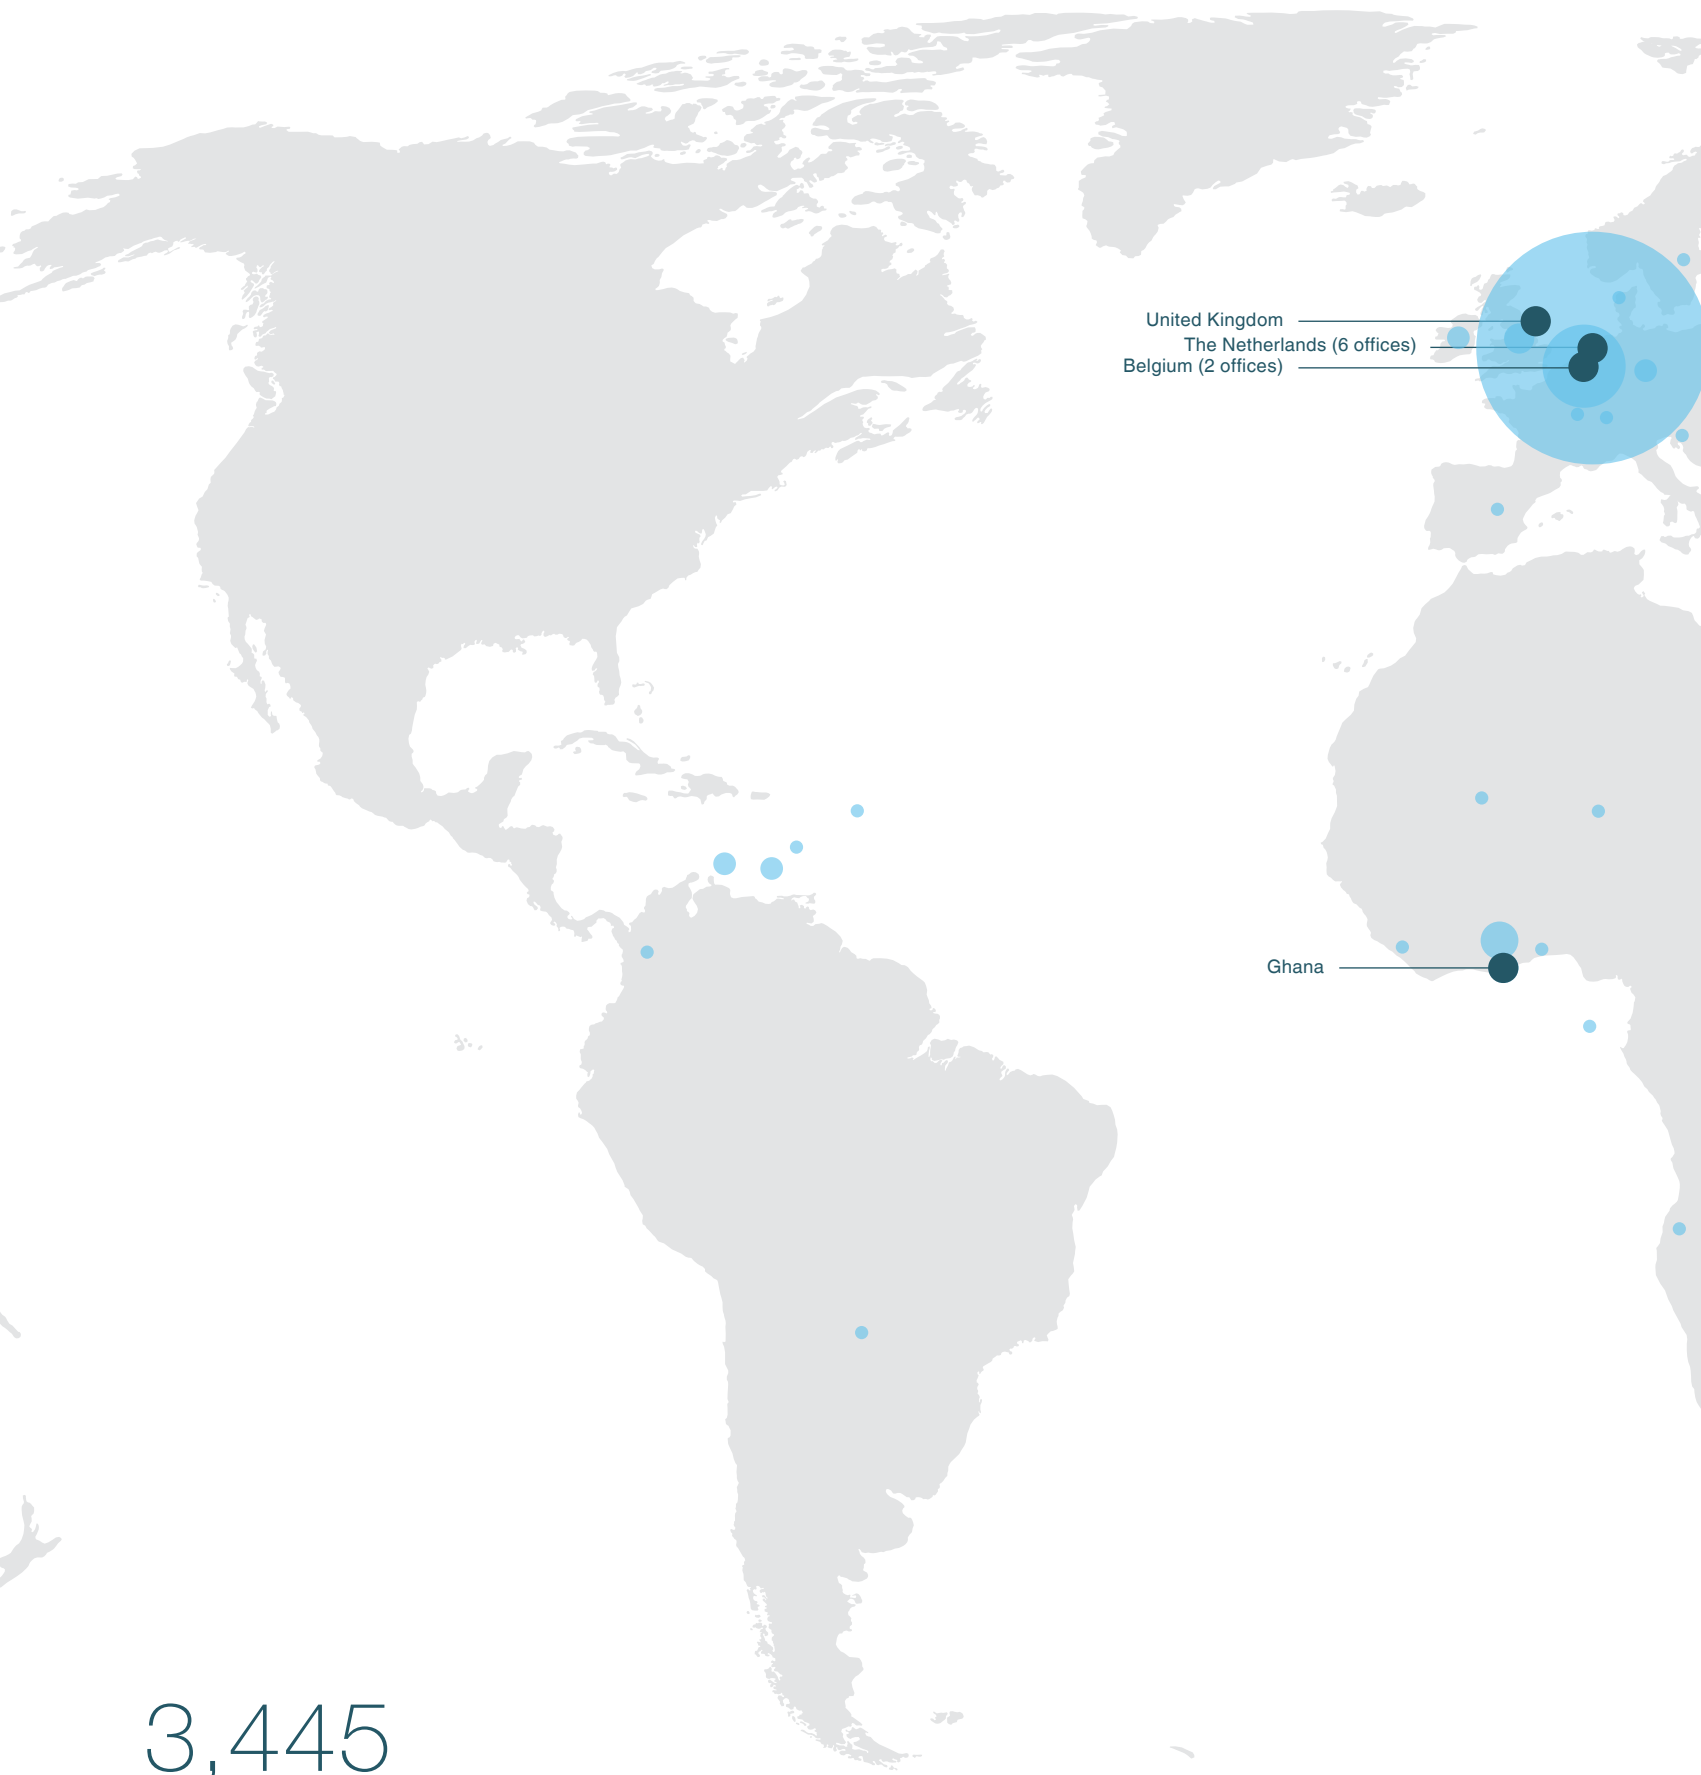 United Kingdom
The Netherlands (6 offices)
Belgium (2 offices)
Ghana
3,445